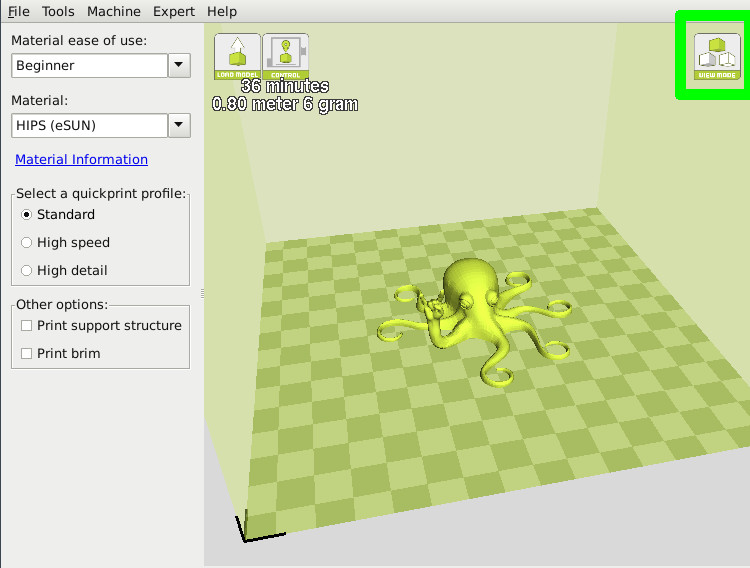 File Tools Machine Expert Help
Material ease of use:
Beginner
Material:
HIPS (eSUN)
Material Information
Select a quickprint profile:
Standard
High speed
High detail
Other options:
Print support structure
Print brim
LOAD MODEL
CONTROL
36 minutes
0.80 meter 6 gram
VIEW MODE